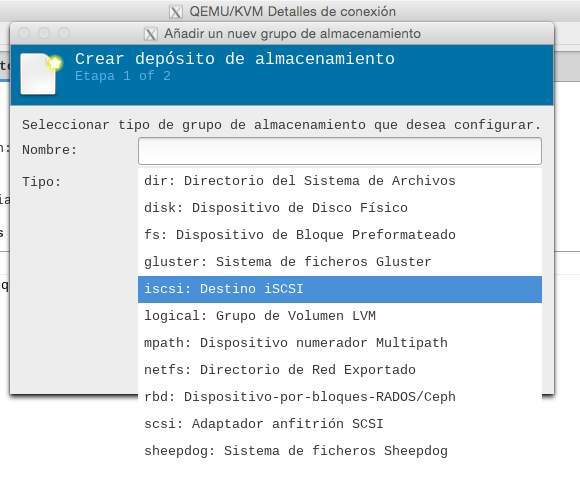 QEMU/KVM Detalles de conexión
Añadir un nuev grupo de almacenamiento
Crear depósito de almacenamiento
Etapa 1 of 2
Seleccionar tipo de grupo de almacenamiento que desea configurar.
Nombre:
Tipo:
dir: Directorio del Sistema de Archivos
disk: Dispositivo de Disco Físico
fs: Dispositivo de Bloque Preformateado
gluster: Sistema de ficheros Gluster
iscsi: Destino iSCSI
logical: Grupo de Volumen LVM
mpath: Dispositivo numerador Multipath
netfs: Directorio de Red Exportado
rbd: Dispositivo-por-bloques-RADOS/Ceph
scsi: Adaptador anfitrión SCSI
sheepdog: Sistema de ficheros Sheepdog